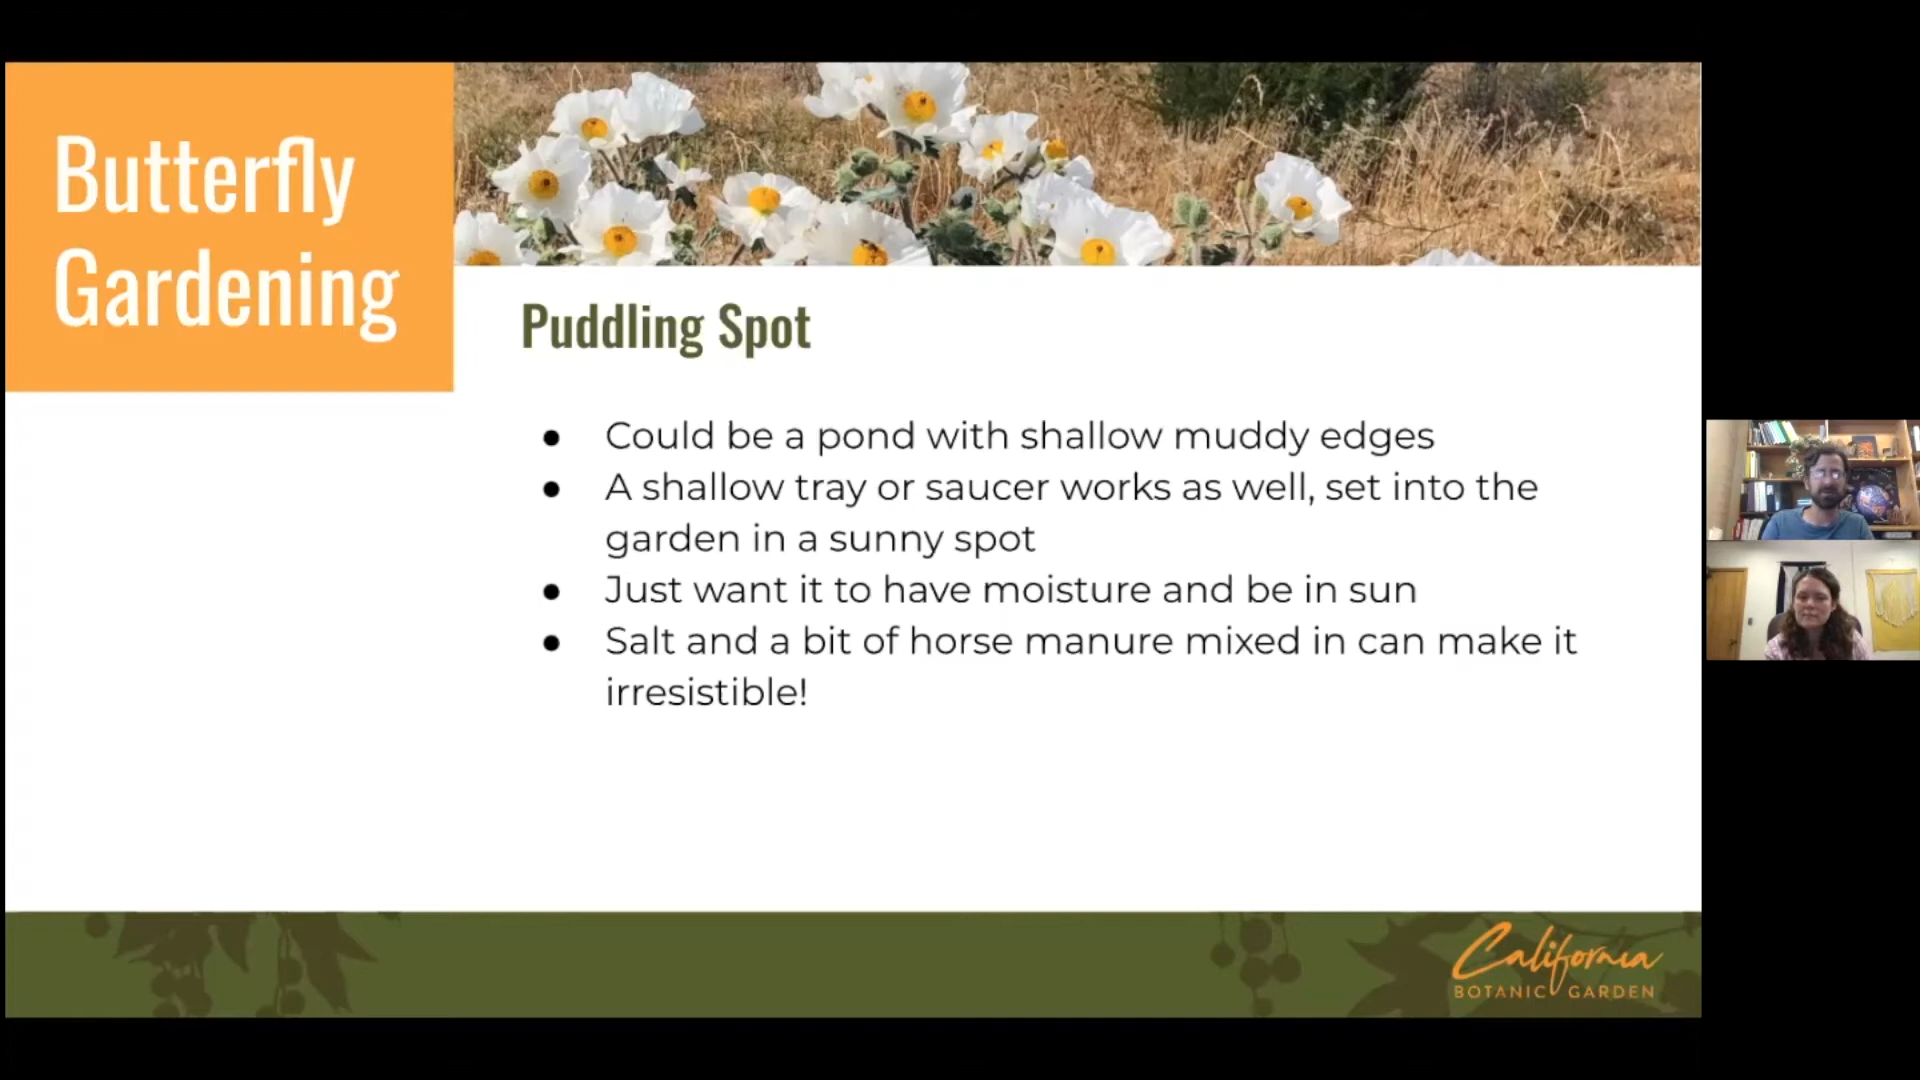 Butterfly
Gardening
Puddling Spot
● Could be a pond with shallow muddy edges
● A shallow tray or saucer works as well, set into the
garden in a sunny spot
● Just want it to have moisture and be in sun
● Salt and a bit of horse manure mixed in can make it
irresistible!
California
BOTANIC GARDEN